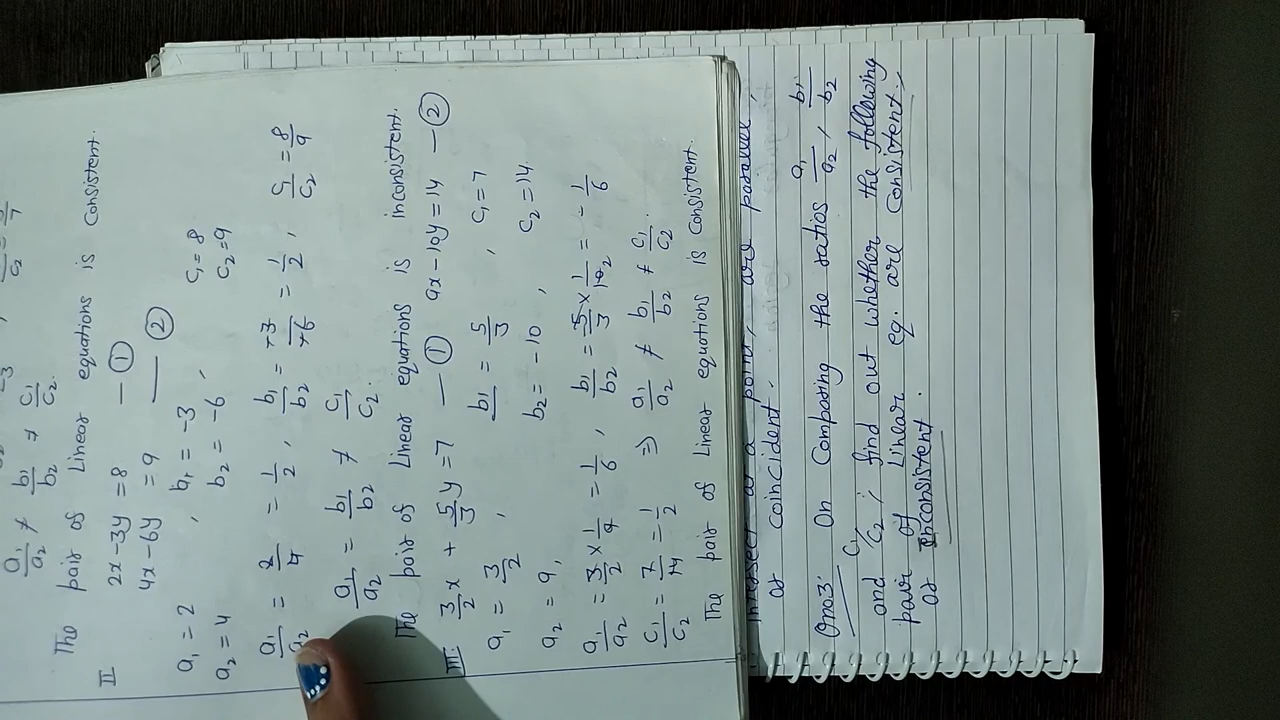 a₁/a₂ ≠ b₁/b₂ ≠ c₁/c₂.
The pair of Linear equations is Consistent.
II 2x-3y=8 —①
4x-6y =9 —②
a₁=2 , b₁=-3 c₁=8
a₂=4 b₂=-6, c₂=9
a₁/a₂ = 2/4 = 1/2, b₁/b₂ = +3/+6 = 1/2, c₁/c₂ = 8/9
a₁/a₂ = b₁/b₂ ≠ c₁/c₂.
The pair of Linear equations is inconsistent.
III 3/2x + 5/3y=7 —① 9x-10y=14 —②
a₁ = 3/2 , b₁ = 5/3 , c₁=7
a₂ = 9, b₂=-10 , c₂=14.
a₁/a₂ = 3/2 × 1/9 = 1/6, b₁/b₂ = 5/3 × 1/10₂ = -1/6
c₁/c₂ = 7/14 = 1/2 ⇒ a₁/a₂ ≠ b₁/b₂ ≠ c₁/c₂.
The pair of Linear equations is Consistent.
intersect at a point, are parallel,
or coincident.
Qno3: On Comparing the ratios a₁/a₂, b₁/b₂
and c₁/c₂; find out whether the following
pair of Linear eq. are Consistent,
or inconsistent.